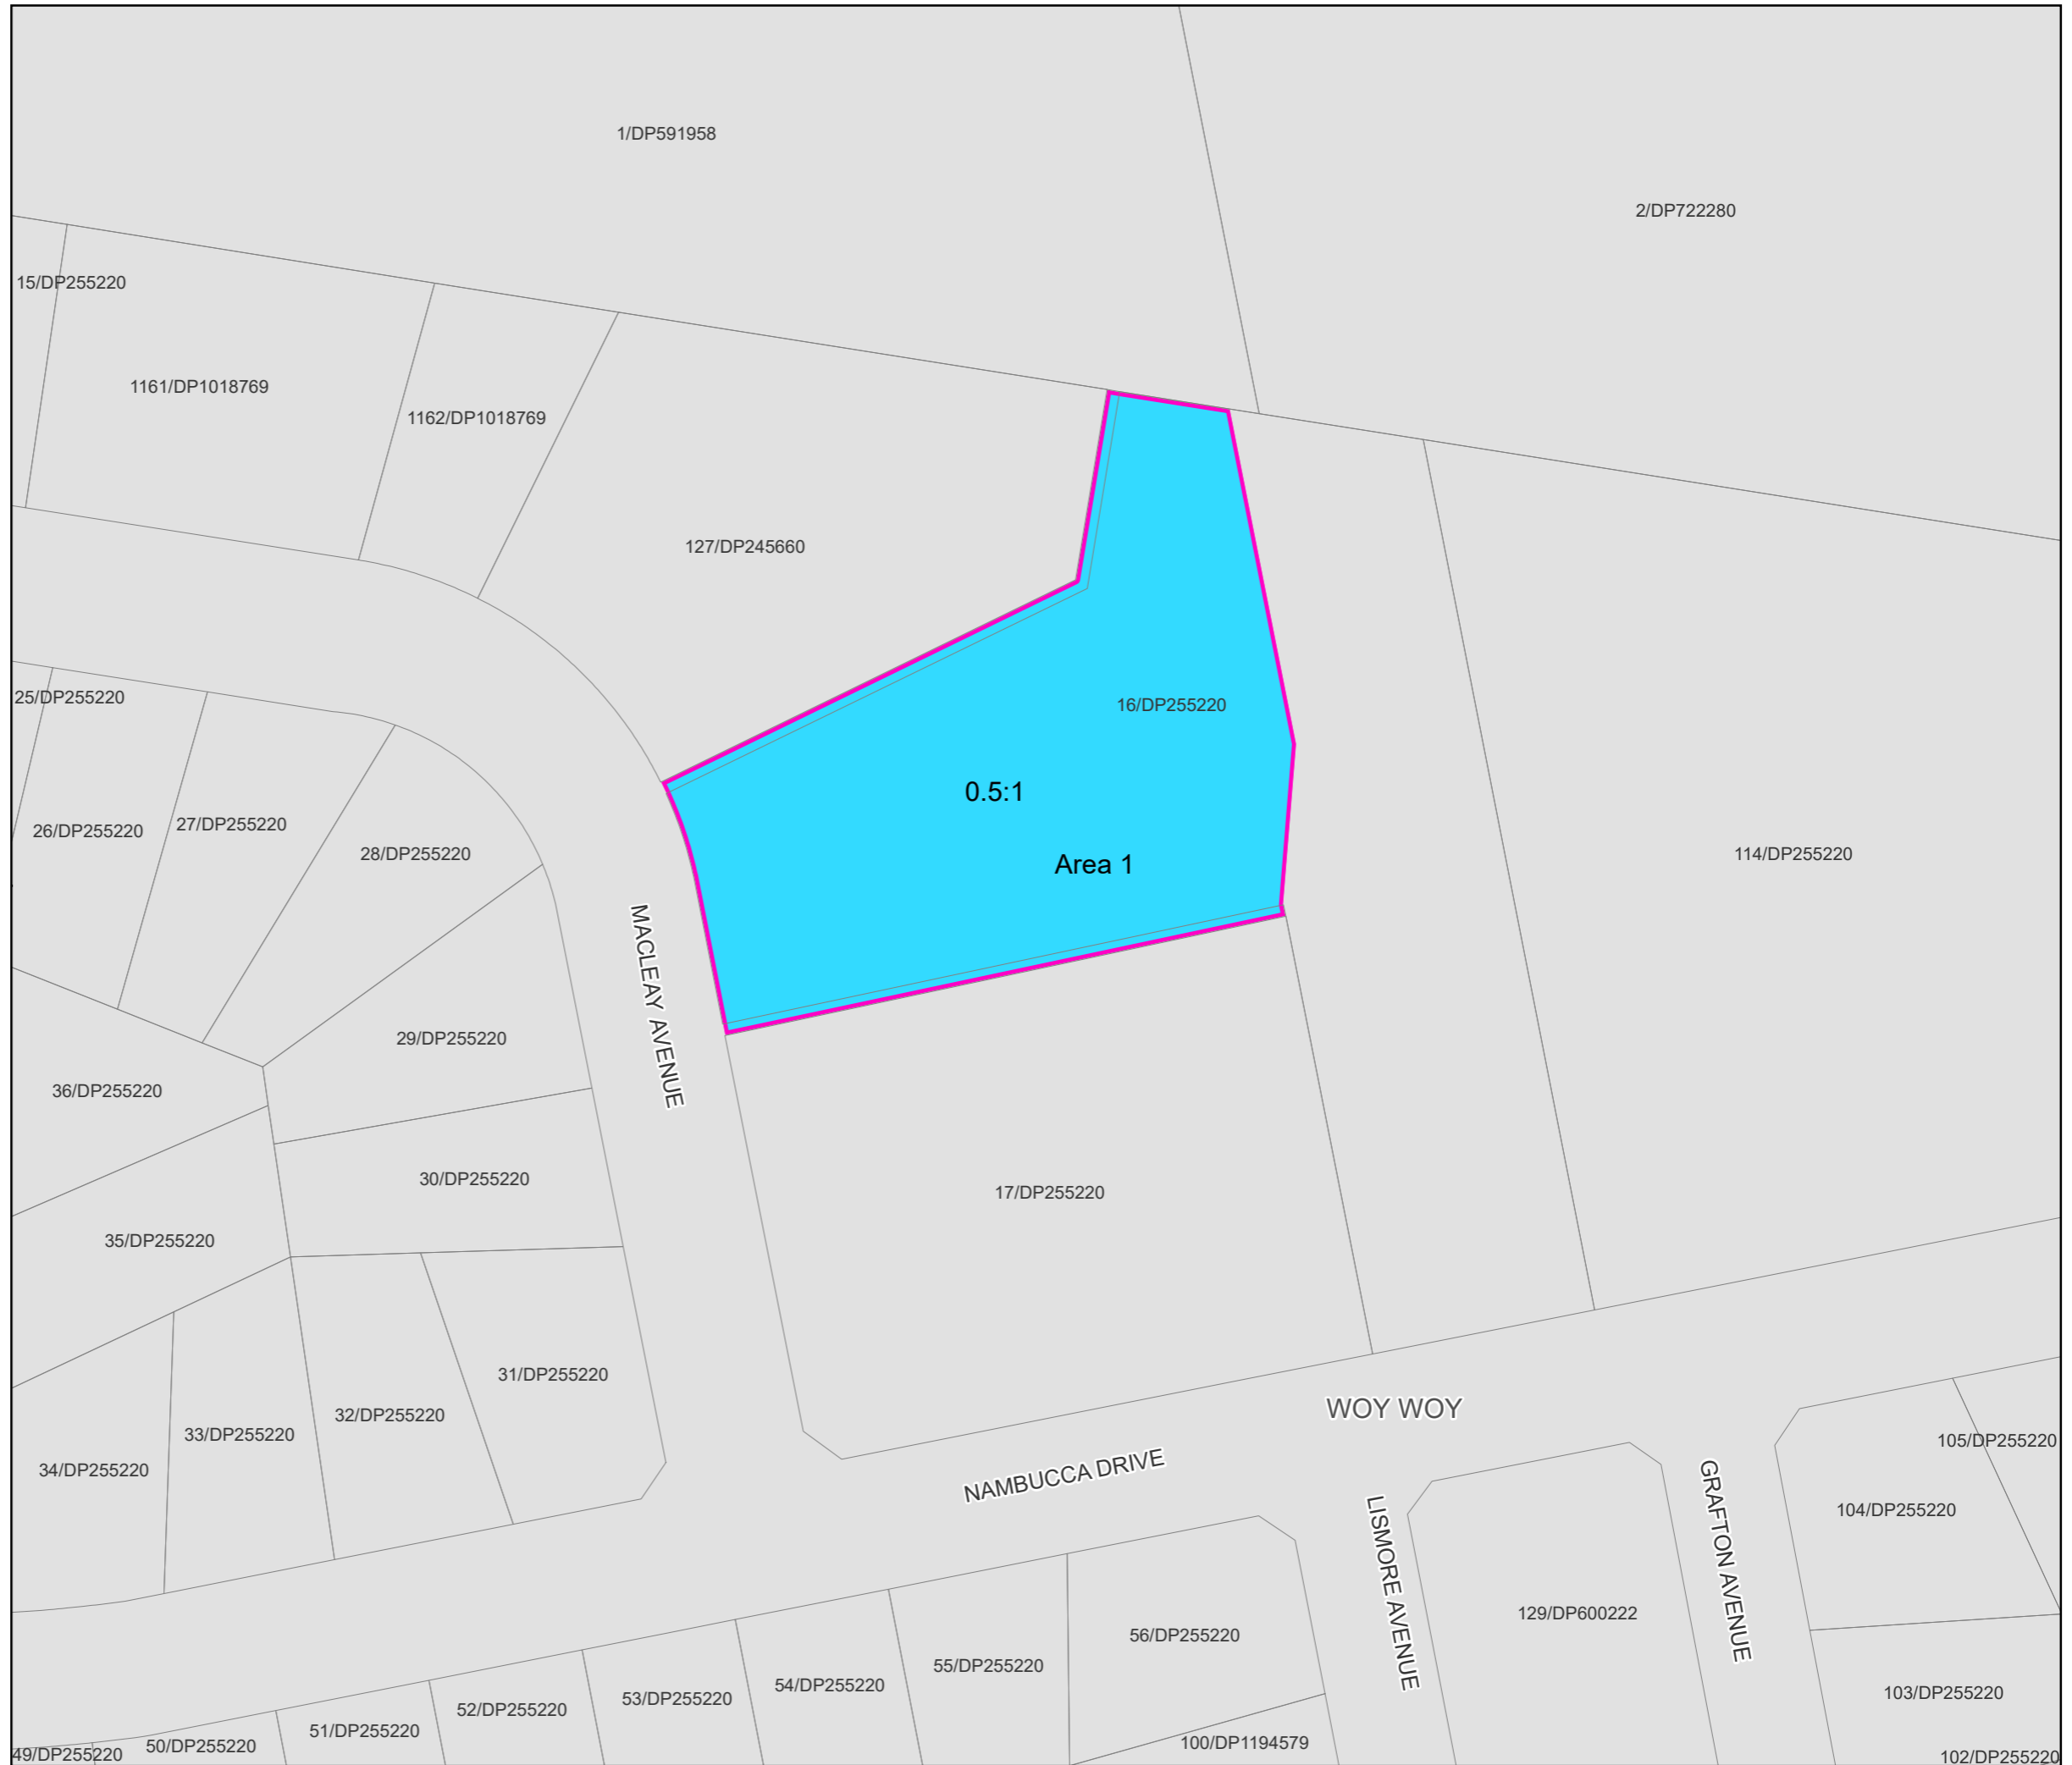 1/DP591958
2/DP722280
15/DP255220
1161/DP1018769
1162/DP1018769
127/DP245660
25/DP255220
16/DP255220
0.5:1
26/DP255220
27/DP255220
28/DP255220
Area 1
114/DP255220
MACLEAY AVENUE
29/DP255220
36/DP255220
30/DP255220
17/DP255220
35/DP255220
31/DP255220
32/DP255220
33/DP255220
34/DP255220
WOY WOY
NAMBUCCA DRIVE
105/DP255220
104/DP255220
LISMORE AVENUE
GRAFTON AVENUE
129/DP600222
56/DP255220
55/DP255220
54/DP255220
53/DP255220
52/DP255220
51/DP255220
50/DP255220
49/DP255220
103/DP255220
100/DP1194579
102/DP255220